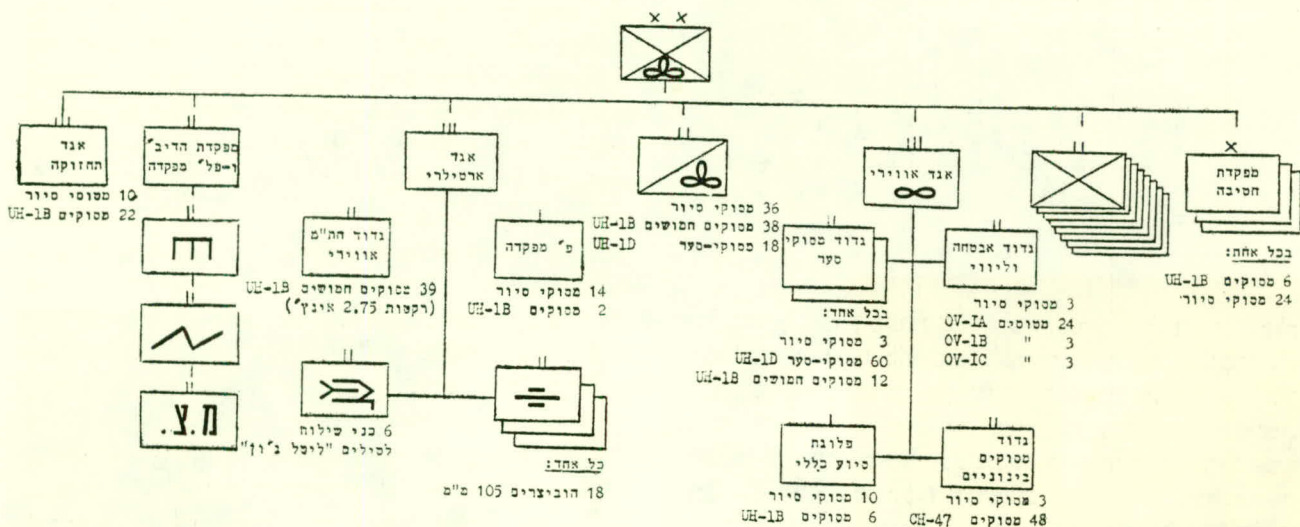 אגד
תחזוקה
10 מסוקי סיור
22 מסוקים UH-1B
מפקדת הדיב'
ו-פל' מפקדה
מ.צ.
אגד
ארטילרי
גדוד חת"מ
אווירי
39 מסוקים חמושים UH-1B
(רקטות 2.75 אינץ')
פ' מפקדה
14 מסוקי סיור
2 מסוקים UH-1B
6 כני שילוח
לטילים "ליטל ג'ון"
כל אחד:
18 הוביצרים 105 מ"מ
36 מסוקי סיור
38 מסוקים חמושים UH-1B
18 מסוקי-סער UH-1D
אגד אווירי
גדוד מסוקי
סער
בכל אחד:
3 מסוקי סיור
60 מסוקי-סער UH-1D
12 מסוקים חמושים UH-1B
גדוד אבטחה
וליווי
3 מסוקי סיור
24 מטוסים OV-1A
3 " OV-1B
3 " OV-1C
פלוגת
סיוע כללי
10 מסוקי סיור
6 מסוקים UH-1B
גדוד
מסוקים
בינוניים
3 מסוקי סיור
48 מסוקים CH-47
מפקדת
חטיבה
בכל אחת:
6 מסוקים UH-1B
24 מסוקי סיור